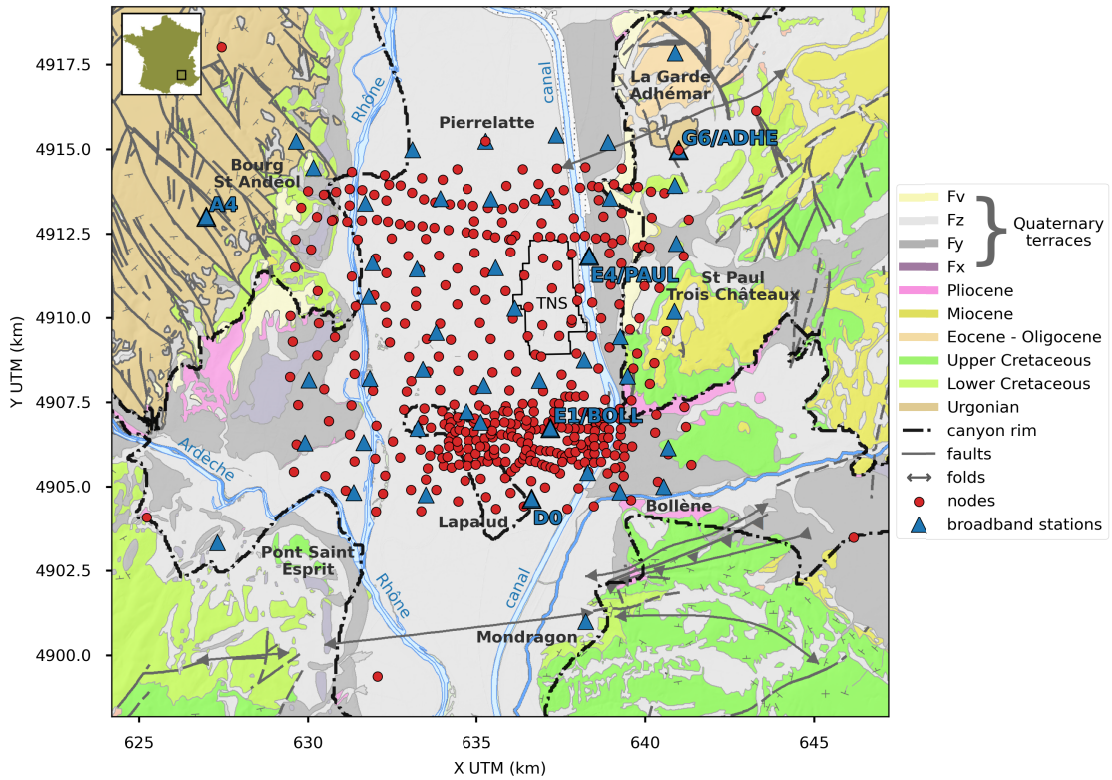 4917.5
4915.0
4912.5
4910.0
4907.5
4905.0
4902.5
4900.0
Y UTM (km)
625
630
635
640
645
X UTM (km)
Rhône
canal
La Garde
Adhémar
Pierrelatte
G6/ADHE
Bourg
St Andéol
A4
E4/PAUL
St Paul
Trois Châteaux
TNS
E1/BOLL
Ardèche
Lapalud
D0
Bollène
Pont Saint
Esprit
Rhône
canal
Mondragon
Fv
Fz
Fy
Fx
Quaternary
terraces
Pliocene
Miocene
Eocene - Oligocene
Upper Cretaceous
Lower Cretaceous
Urgonian
canyon rim
faults
folds
nodes
broadband stations